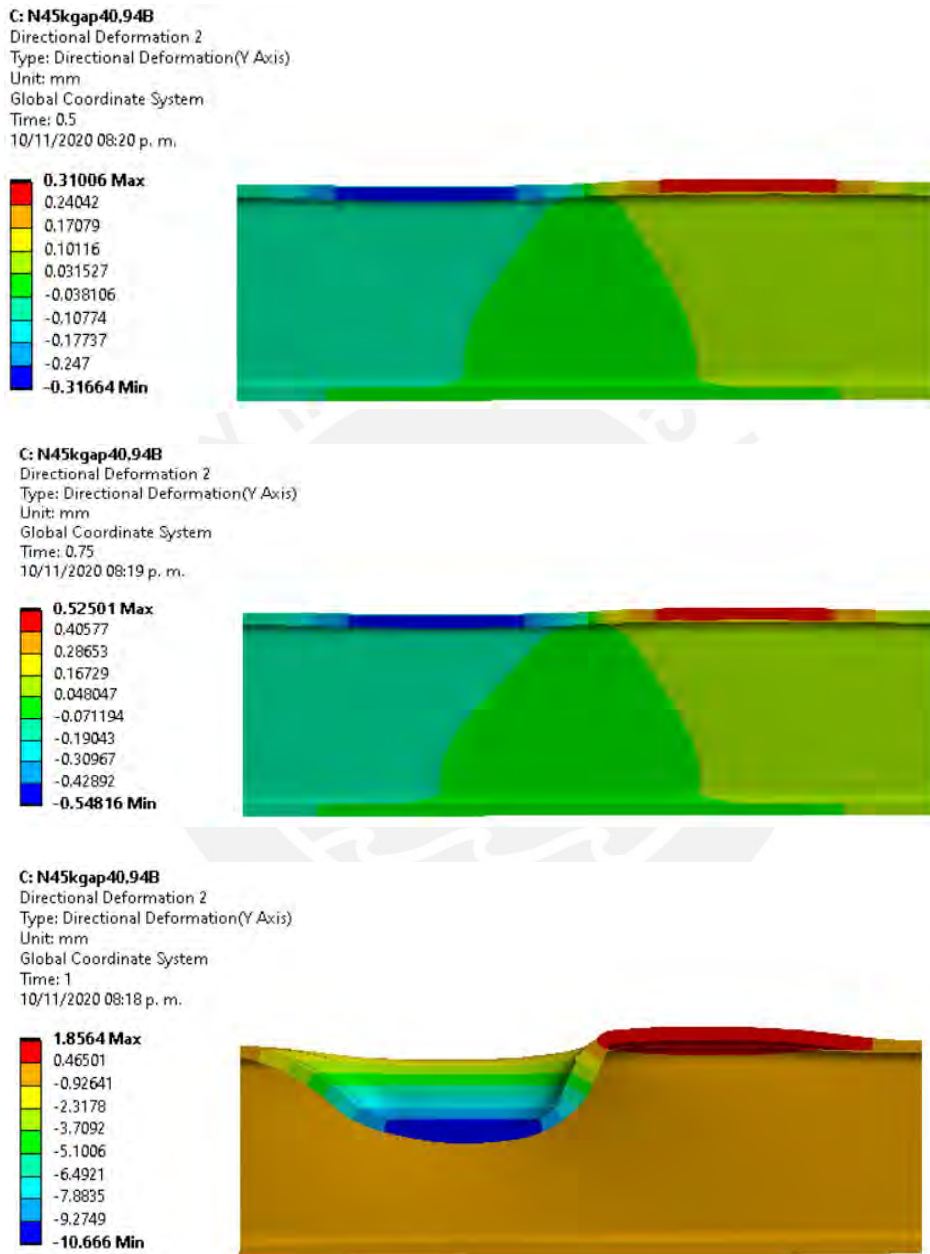 C: N45kgap40,94B
Directional Deformation 2
Type: Directional Deformation(Y Axis)
Unit: mm
Global Coordinate System
Time: 0.5
10/11/2020 08:20 p. m.
0.31006 Max
0.24042
0.17079
0.10116
0.031527
-0.038106
-0.10774
-0.17737
-0.247
-0.31664 Min
C: N45kgap40,94B
Directional Deformation 2
Type: Directional Deformation(Y Axis)
Unit: mm
Global Coordinate System
Time: 0.75
10/11/2020 08:19 p. m.
0.52501 Max
0.40577
0.28653
0.16729
0.048047
-0.071194
-0.19043
-0.30967
-0.42892
-0.54816 Min
C: N45kgap40,94B
Directional Deformation 2
Type: Directional Deformation(Y Axis)
Unit: mm
Global Coordinate System
Time: 1
10/11/2020 08:18 p. m.
1.8564 Max
0.46501
-0.92641
-2.3178
-3.7092
-5.1006
-6.4921
-7.8835
-9.2749
-10.666 Min